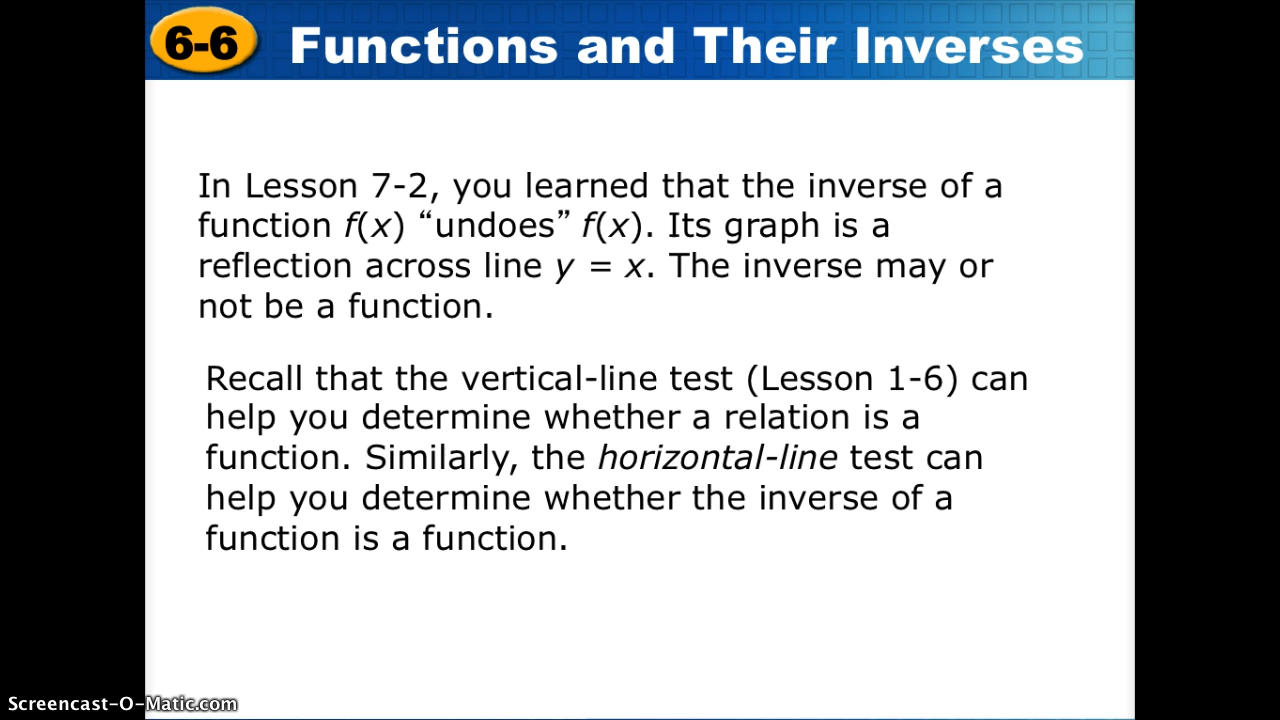 6-6 Functions and Their Inverses
In Lesson 7-2, you learned that the inverse of a
function f(x) “undoes” f(x). Its graph is a
reflection across line y = x. The inverse may or
not be a function.
Recall that the vertical-line test (Lesson 1-6) can
help you determine whether a relation is a
function. Similarly, the horizontal-line test can
help you determine whether the inverse of a
function is a function.
Screencast-O-Matic.com